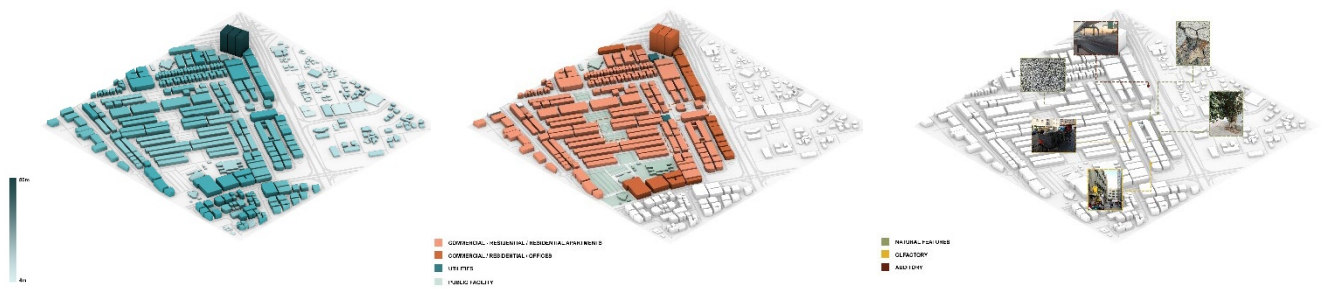 80m
4m
COMMERCIAL - RESIDENTIAL / RESIDENTIAL APARTMENTS
COMMERCIAL / RESIDENTIAL / OFFICES
UTILITIES
PUBLIC FACILITY
NATURAL FEATURES
OLFACTORY
AUDITORY